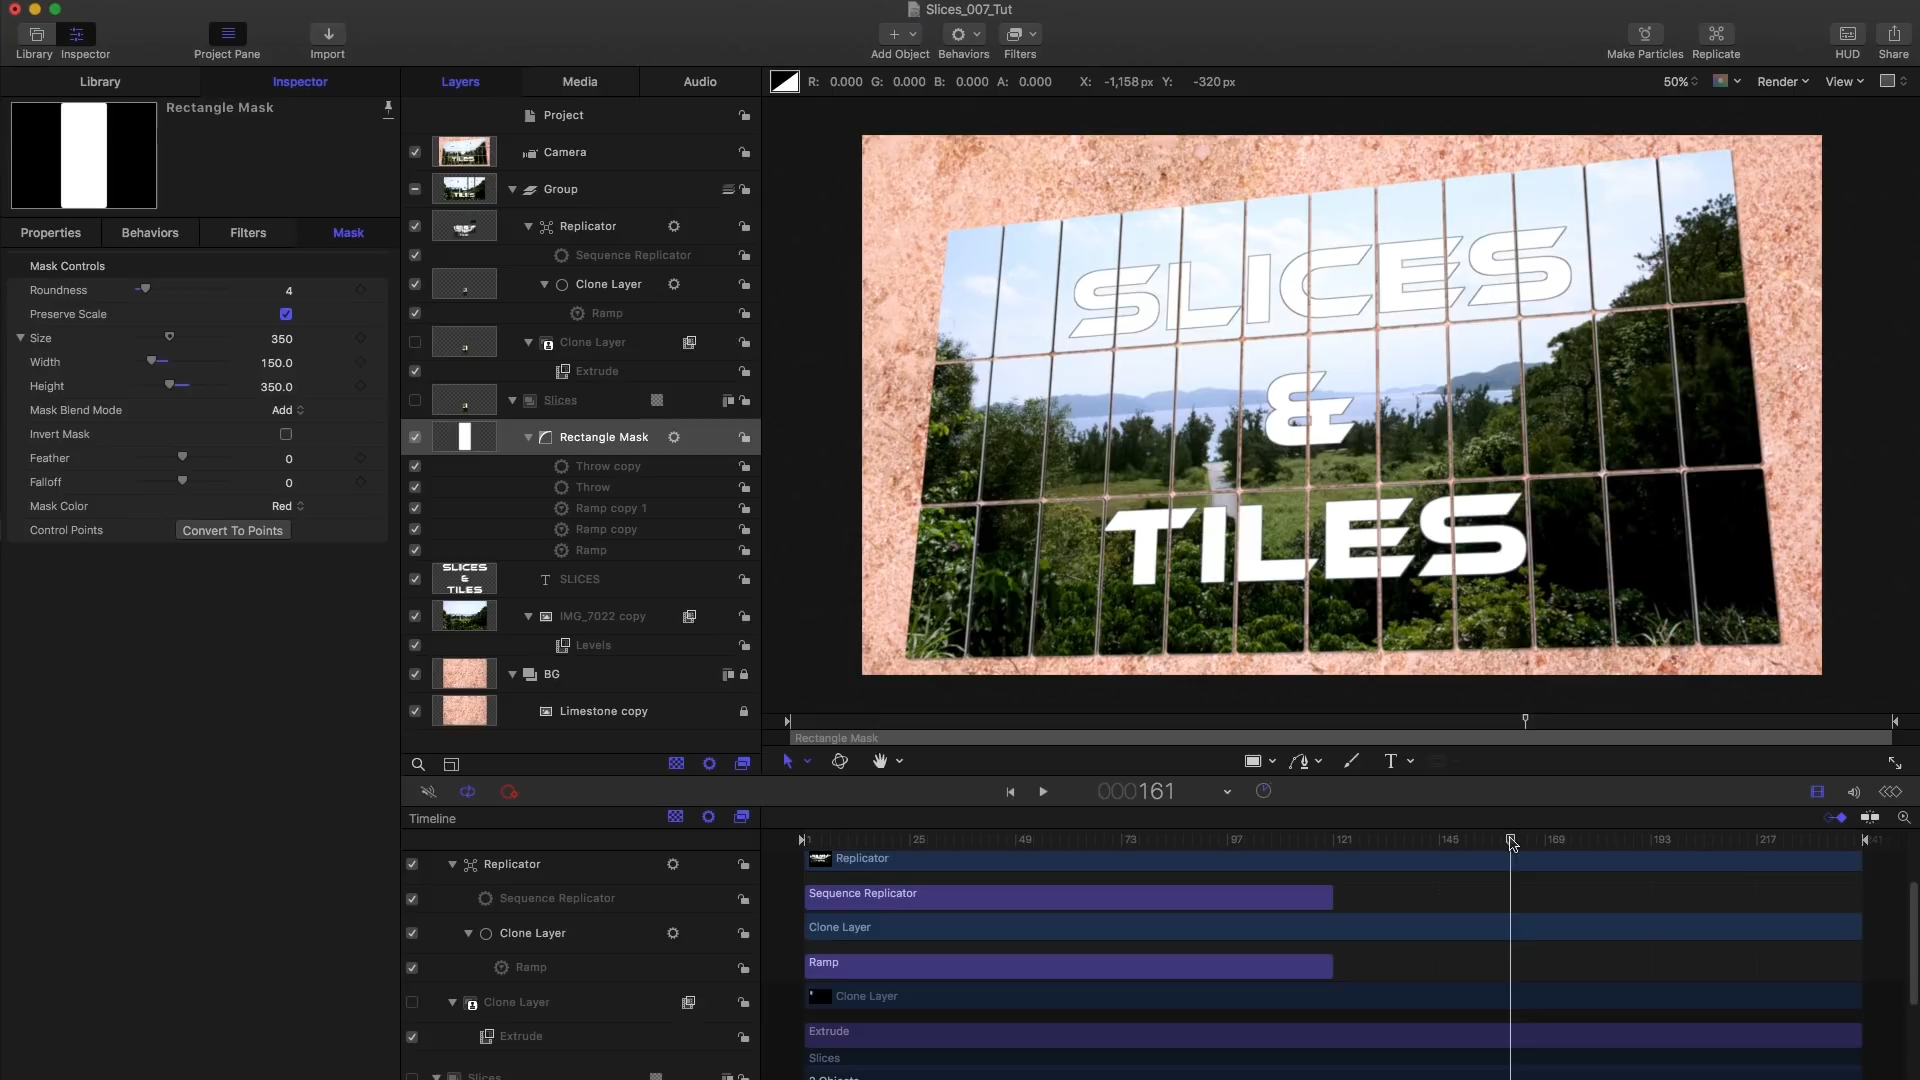 Slices_007_Tut
Library Inspector Project Pane Import Add Object Behaviors Filters Make Particles Replicate HUD Share
Library Inspector Layers Media Audio R: 0.000 G: 0.000 B: 0.000 A: 0.000 X: -1,158 px Y: -320 px 50% Render View
Rectangle Mask
Properties Behaviors Filters Mask
Mask Controls
Roundness 4
Preserve Scale
Size 350
Width 150.0
Height 350.0
Mask Blend Mode Add
Invert Mask
Feather 0
Falloff 0
Mask Color Red
Control Points Convert To Points
Project
Camera
Group
Replicator
Sequence Replicator
Clone Layer
Ramp
Clone Layer
Extrude
Slices
Rectangle Mask
Throw copy
Throw
Ramp copy 1
Ramp copy
Ramp
SLICES
&
TILES
SLICES
IMG_7022 copy
Levels
BG
Limestone copy
SLICES
&
TILES
Rectangle Mask
T
000161
Timeline
1 25 49 73 97 121 145 169 193 217 241
Replicator
Sequence Replicator
Clone Layer
Ramp
Clone Layer
Extrude
Slices
Replicator
Sequence Replicator
Clone Layer
Ramp
Clone Layer
Extrude
Slices
2 Objects